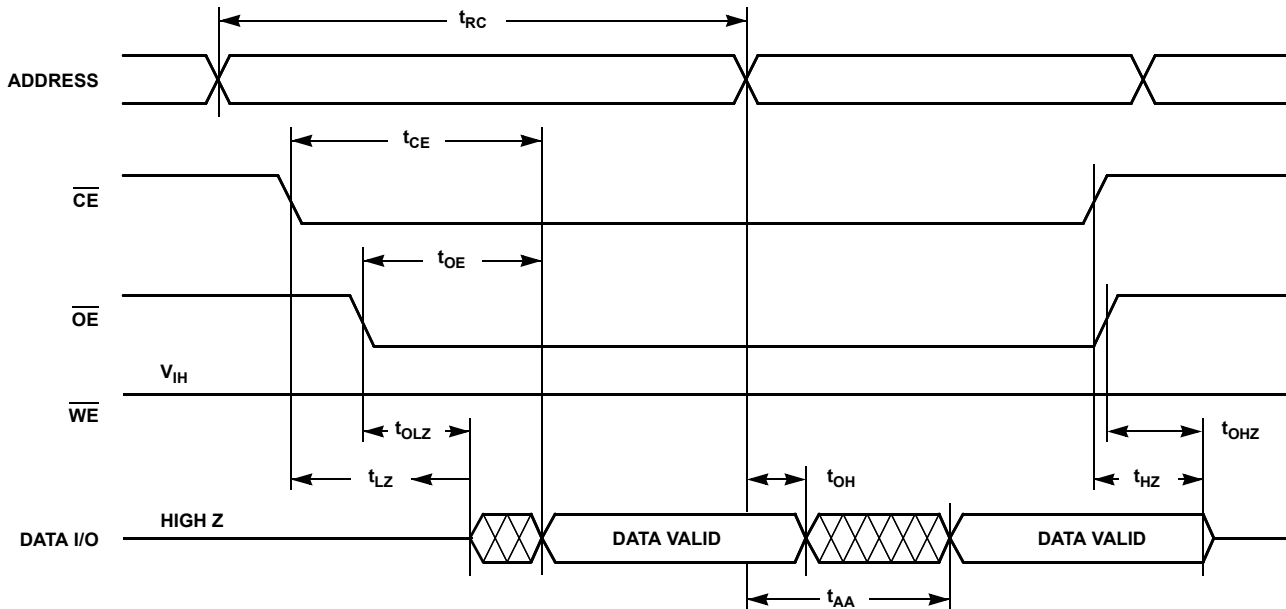 tRC
ADDRESS
tCE
CE
tOE
OE
VIH
WE
tOLZ
tOHZ
tLZ
tOH
tHZ
HIGH Z
DATA I/O
DATA VALID
DATA VALID
tAA